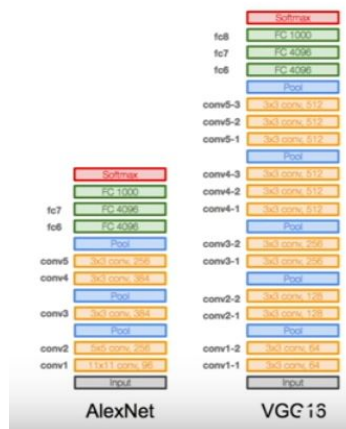 Softmax
FC 1000
fc7 FC 4096
fc6 FC 4096
Pool
conv5 3x3 conv, 256
conv4 3x3 conv, 384
Pool
conv3 3x3 conv, 384
Pool
conv2 5x5 conv, 256
conv1 11x11 conv, 96
Input
AlexNet
Softmax
fc8 FC 1000
fc7 FC 4096
fc6 FC 4096
Pool
conv5-3 3x3 conv, 512
conv5-2 3x3 conv, 512
conv5-1 3x3 conv, 512
Pool
conv4-3 3x3 conv, 512
conv4-2 3x3 conv, 512
conv4-1 3x3 conv, 512
Pool
conv3-2 3x3 conv, 256
conv3-1 3x3 conv, 256
Pool
conv2-2 3x3 conv, 128
conv2-1 3x3 conv, 128
Pool
conv1-2 3x3 conv, 64
conv1-1 3x3 conv, 64
Input
VGG16